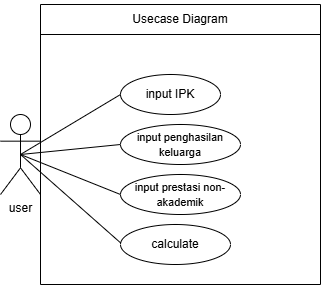 Usecase Diagram
input IPK
input penghasilan
keluarga
input prestasi non-
akademik
calculate
user